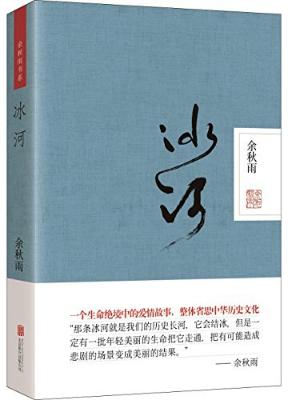 余秋雨书系
冰河
余秋雨
冰河
余秋雨
一个生命绝境中的爱情故事,整体省思中华历史文化
“那条冰河就是我们的历史长河,它会结冰,但是一
定有一批年轻美丽的生命把它走通,把有可能造成
悲剧的场景变成美丽的结果。”
—— 余秋雨